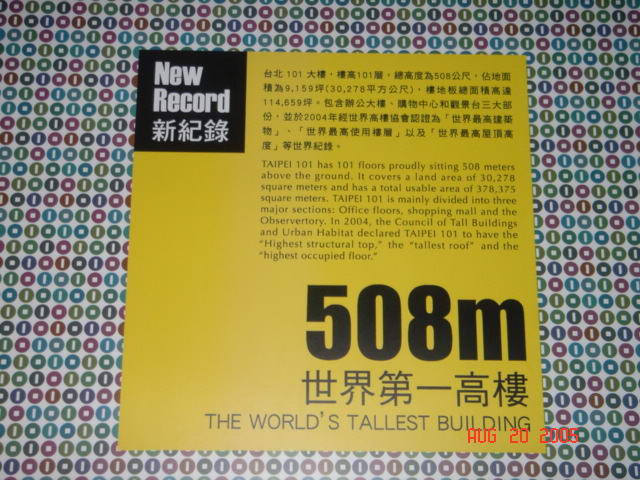 New
Record
新紀錄
台北 101 大樓，樓高101層，總高度為508公尺，佔地面
積為9,159坪(30,278平方公尺)，樓地板總面積高達
114,659坪。包含辦公大樓、購物中心和觀景台三大部
份，並於2004年經世界高樓協會認證為「世界最高建築
物」、「世界最高使用樓層」以及「世界最高屋頂高
度」等世界紀錄。
TAIPEI 101 has 101 floors proudly sitting 508 meters
above the ground. It covers a land area of 30,278
square meters and has a total usable area of 378,375
square meters. TAIPEI 101 is mainly divided into three
major sections: Office floors, shopping mall and the
Observertory. In 2004, the Council of Tall Buildings
and Urban Habitat declared TAIPEI 101 to have the
"Highest structural top," the "tallest roof" and the
"highest occupied floor."
508m
世界第一高樓
THE WORLD'S TALLEST BUILDING
AUG 20 2005